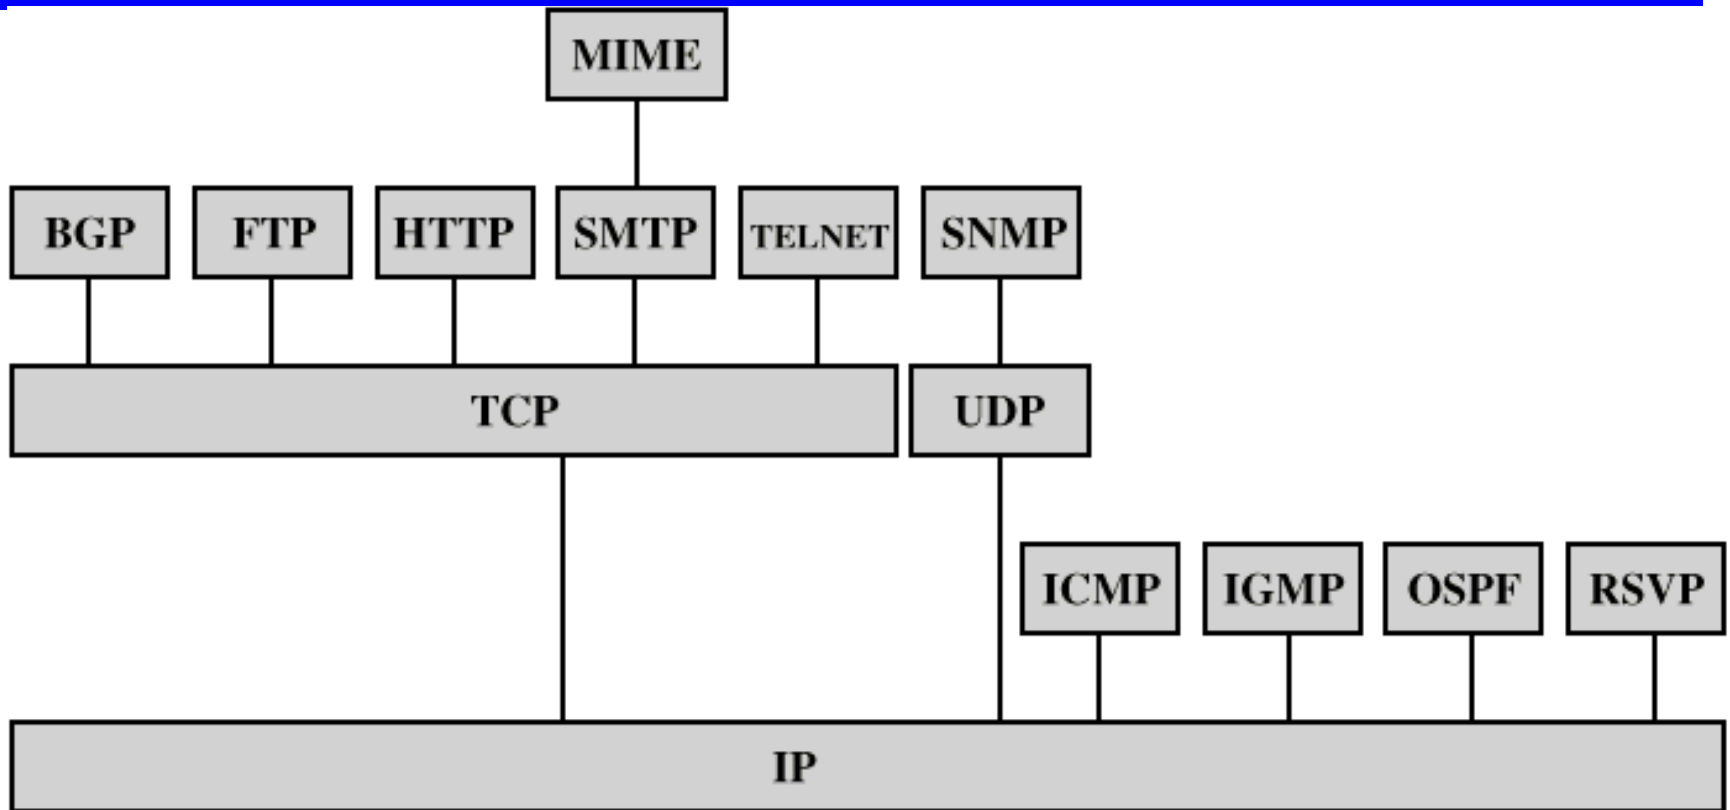 MIME
BGP FTP HTTP SMTP TELNET SNMP
TCP UDP
ICMP IGMP OSPF RSVP
IP